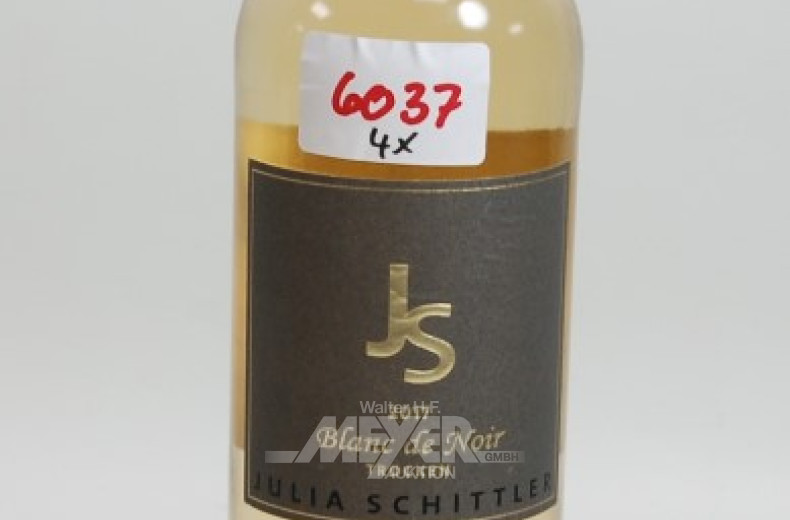 6037
4x
JS
2017
Walter H.F.
MEYER
GMBH
Blanc de Noir
TROCKEN
JULIA SCHITTLER